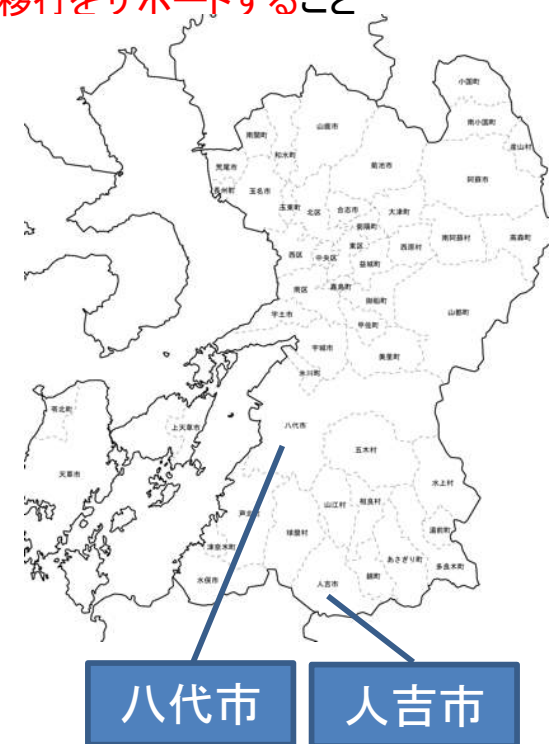 移行をサポートすること
小国町
南小国町
産山村
山鹿市
南関町
和水町
菊池市
阿蘇市
荒尾市
長州町
玉名市
玉東町
北区
合志市
大津町
菊陽町
東区
西区
中央区
西原村
南阿蘇村
高森町
益城町
南区
嘉島町
御船町
宇土市
甲佐町
山都町
宇城市
美里町
氷川町
苓北町
上天草市
八代市
天草市
五木村
水上村
芦北町
山江村
相良村
球磨村
湯前町
津奈木町
あさぎり町
多良木町
水俣市
錦町
人吉市
八代市
人吉市